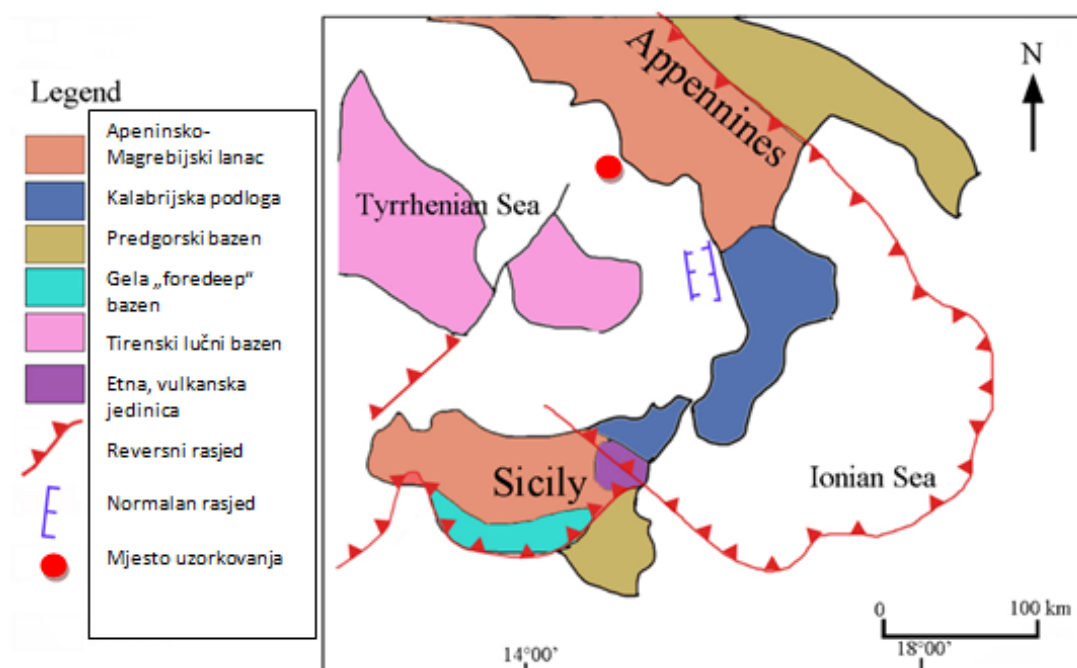 Legend
Apeninsko-
Magrebijski lanac
Kalabrijska podloga
Predgorski bazen
Gela „foredeep“
bazen
Tirenski lučni bazen
Etna, vulkanska
jedinica
Reversni rasjed
Normalan rasjed
Mjesto uzorkovanja
Appennines
N
Tyrrhenian Sea
Sicily
Ionian Sea
0 100 km
14°00' 18°00'